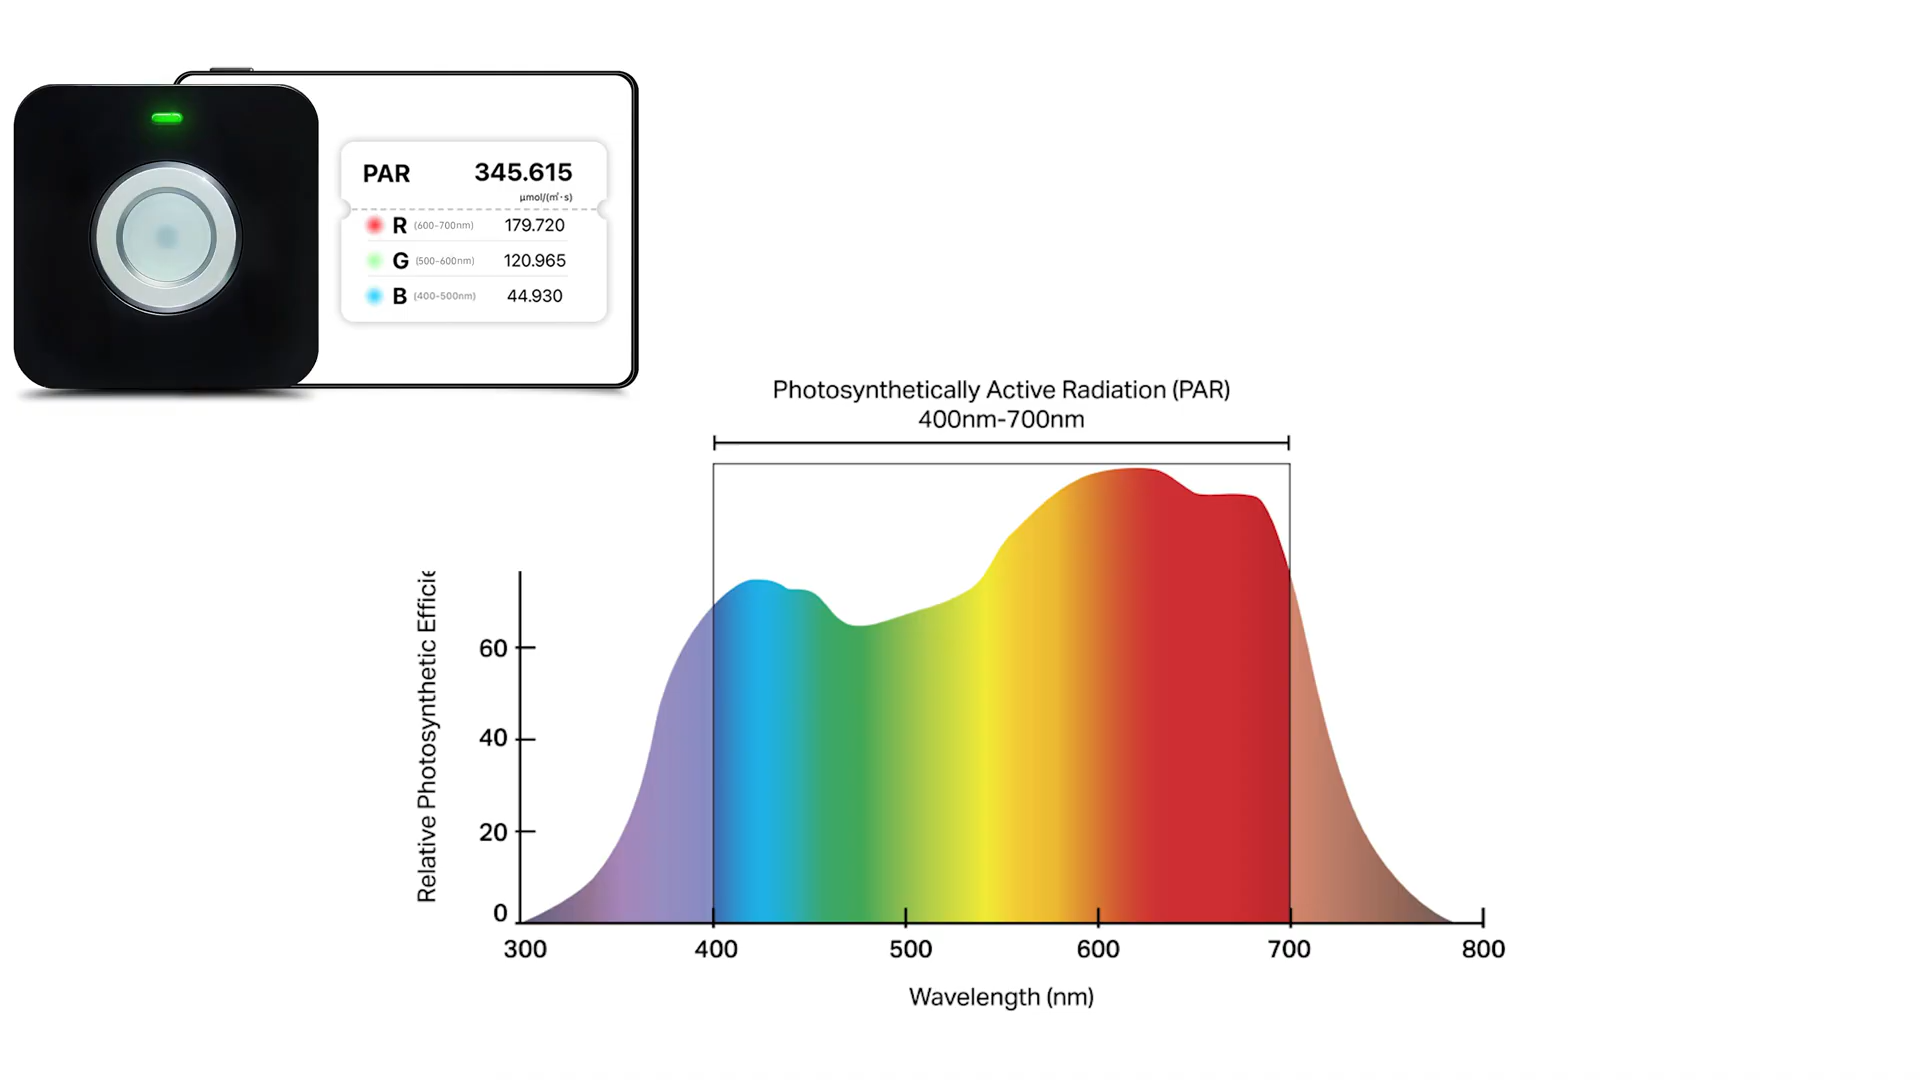 PAR 345.615
μmol/(㎡·s)
R (600-700nm) 179.720
G (500-600nm) 120.965
B (400-500nm) 44.930
Photosynthetically Active Radiation (PAR)
400nm-700nm
Relative Photosynthetic Effici
60
40
20
0
300 400 500 600 700 800
Wavelength (nm)